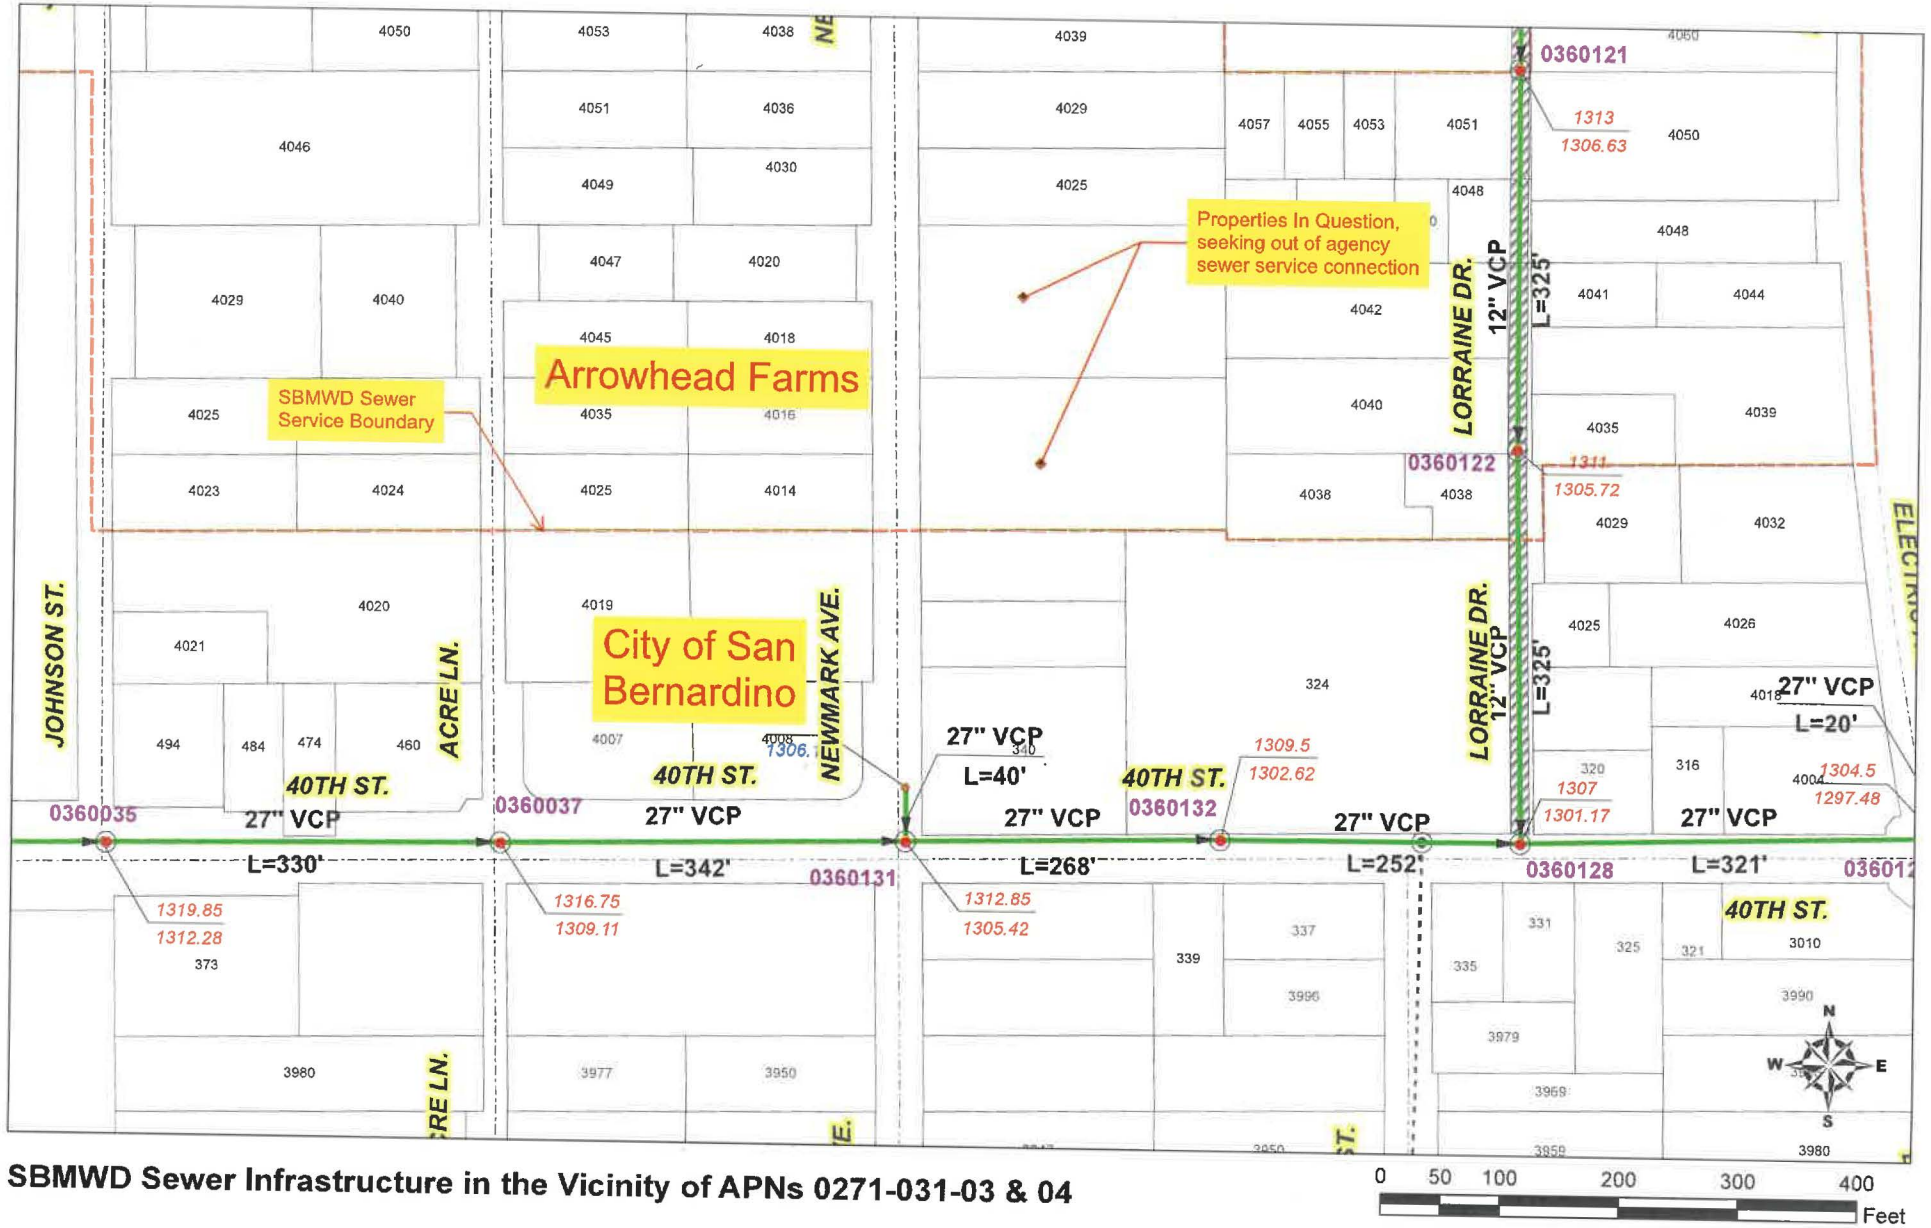 4050
4053
4038
NE
4039
4060
0360121
4051
4036
4029
4057
4055
4053
4051
1313
1306.63
4050
4046
4049
4030
4025
4048
Properties In Question,
seeking out of agency
sewer service connection
0
4048
4029
4040
4047
4020
4042
LORRAINE DR.
12" VCP
L=325'
4041
4044
4045
4018
Arrowhead Farms
SBMWD Sewer
Service Boundary
4025
4035
4016
4040
4035
4039
4023
4024
4025
4014
0360122
4038
4038
1311
1305.72
4029
4032
JOHNSON ST.
4020
4021
ACRE LN.
4019
City of San
Bernardino
NEWMARK AVE.
324
LORRAINE DR.
12" VCP
L=325'
4025
4026
4018
27" VCP
L=20'
494
484
474
460
4007
4008
1306.
27" VCP
340
L=40'
1309.5
1302.62
320
316
4004
1304.5
1297.48
1307
1301.17
40TH ST.
40TH ST.
40TH ST.
0360035
27" VCP
0360037
27" VCP
27" VCP
0360132
27" VCP
27" VCP
L=330'
L=342'
0360131
L=268'
L=252'
0360128
L=321'
036012
1319.85
1312.28
1316.75
1309.11
1312.85
1305.42
40TH ST.
373
339
337
3996
335
331
325
321
3010
3990
3979
3980
CRE LN.
3977
3950
VE.
ST.
3969
3959
3980
3950
N
W
E
S
SBMWD Sewer Infrastructure in the Vicinity of APNs 0271-031-03 & 04
0 50 100 200 300 400
Feet